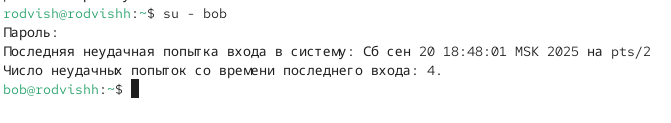 rodvish@rodvishh:~$ su - bob
Пароль:
Последняя неудачная попытка входа в систему: Сб сен 20 18:48:01 MSK 2025 на pts/2
Число неудачных попыток со времени последнего входа: 4.
bob@rodvishh:~$